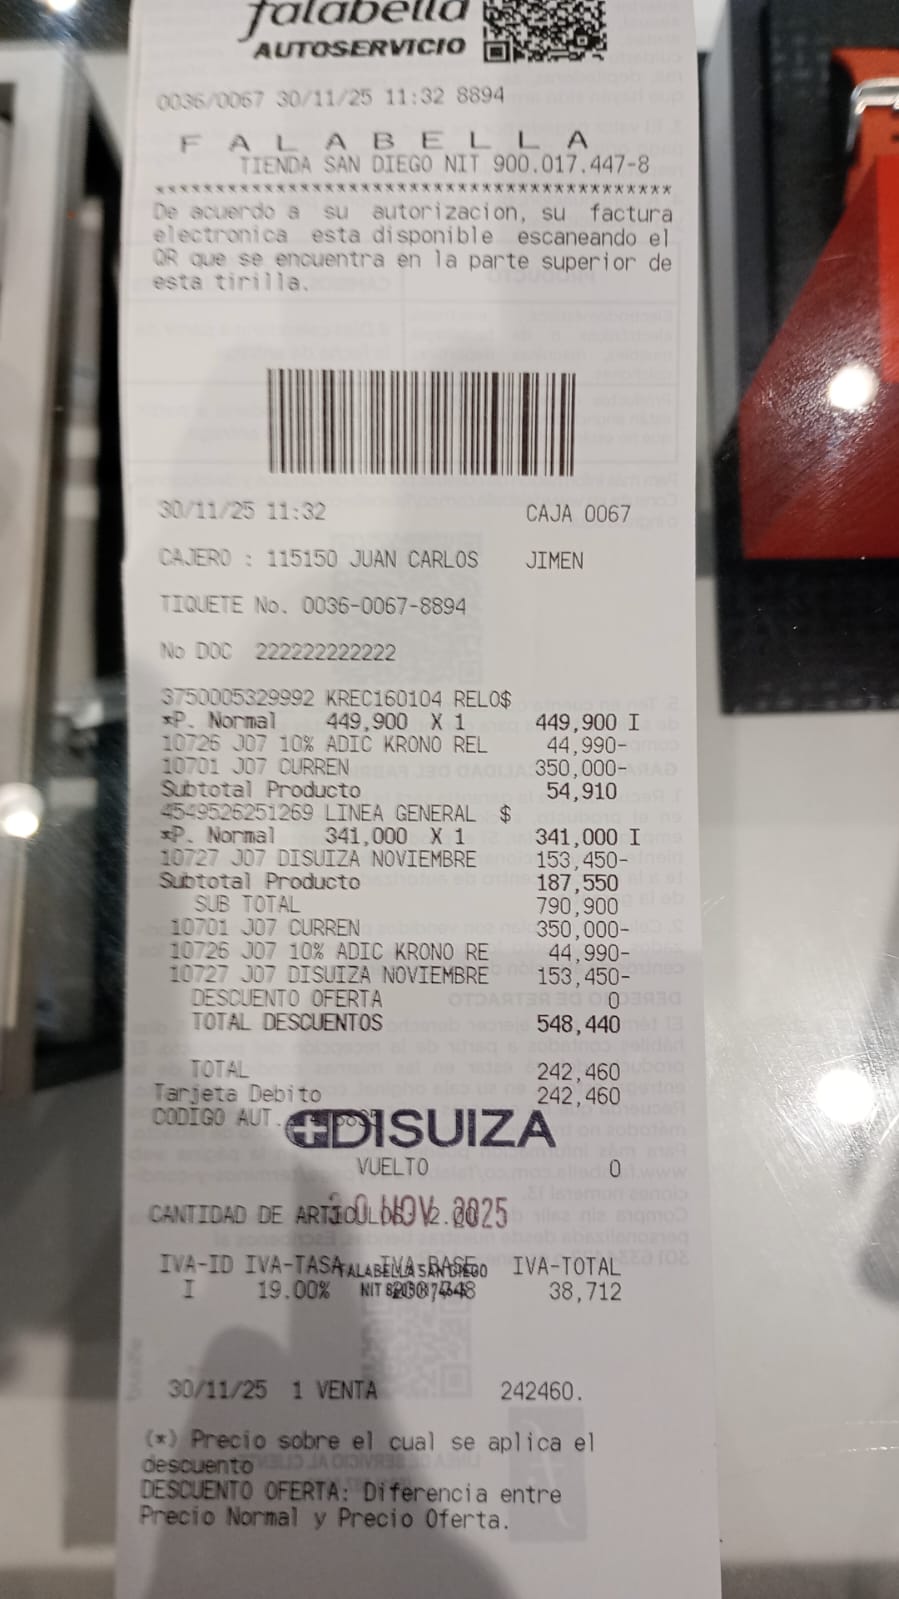 falabella
AUTOSERVICIO
0036/0067 30/11/25 11:32 8894
F A L A B E L L A
TIENDA SAN DIEGO NIT 900.017.447-8
******************************************
De acuerdo a su autorizacion, su factura
electronica esta disponible escaneando el
QR que se encuentra en la parte superior de
esta tirilla.
30/11/25 11:32 CAJA 0067
CAJERO : 115150 JUAN CARLOS JIMEN
TIQUETE No. 0036-0067-8894
No DOC 222222222222
3750005329992 KREC160104 RELO$
*P. Normal 449,900 X 1 449,900 I
10726 J07 10% ADIC KRONO REL 44,990-
10701 J07 CURREN 350,000-
Subtotal Producto 54,910
4549526251269 LINEA GENERAL $
*P. Normal 341,000 X 1 341,000 I
10727 J07 DISUIZA NOVIEMBRE 153,450-
Subtotal Producto 187,550
SUB TOTAL 790,900
10701 J07 CURREN 350,000-
10726 J07 10% ADIC KRONO RE 44,990-
10727 J07 DISUIZA NOVIEMBRE 153,450-
DESCUENTO OFERTA 0
TOTAL DESCUENTOS 548,440
TOTAL 242,460
Tarjeta Debito 242,460
CODIGO AUT.
DISUIZA
VUELTO 0
30 NOV. 2025
CANTIDAD DE ARTICULOS
IVA-ID IVA-TASA IVA-BASE IVA-TOTAL
FALABELLA SAN DIEGO
I 19.00% 38,712
NIT
30/11/25 1 VENTA 242460.
(*) Precio sobre el cual se aplica el
descuento
DESCUENTO OFERTA: Diferencia entre
Precio Normal y Precio Oferta.